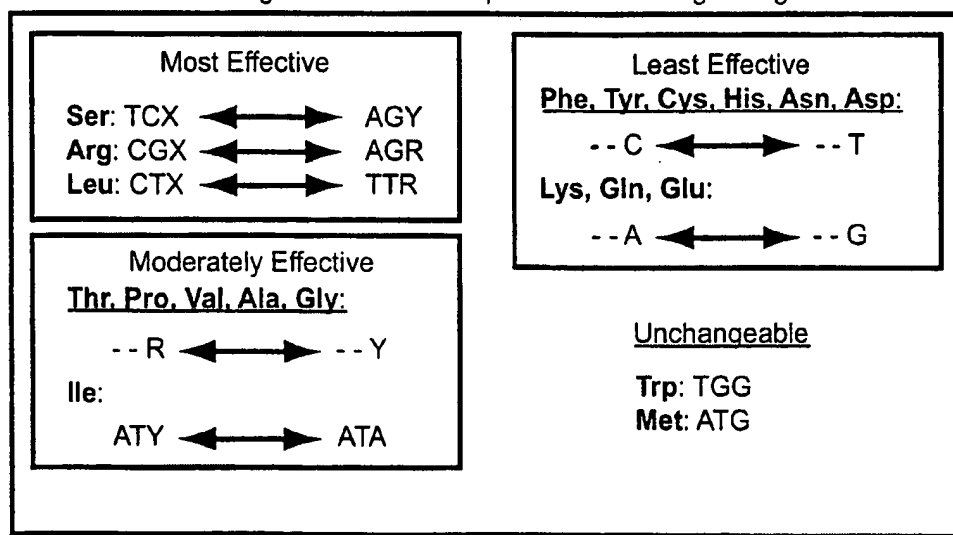 Most Effective
Ser: TCX AGY
Arg: CGX AGR
Leu: CTX TTR
Moderately Effective
Thr, Pro, Val, Ala, Gly:
- - R - - Y
Ile:
ATY ATA
Least Effective
Phe, Tyr, Cys, His, Asn, Asp:
- - C - - T
Lys, Gln, Glu:
- - A - - G
Unchangeable
Trp: TGG
Met: ATG